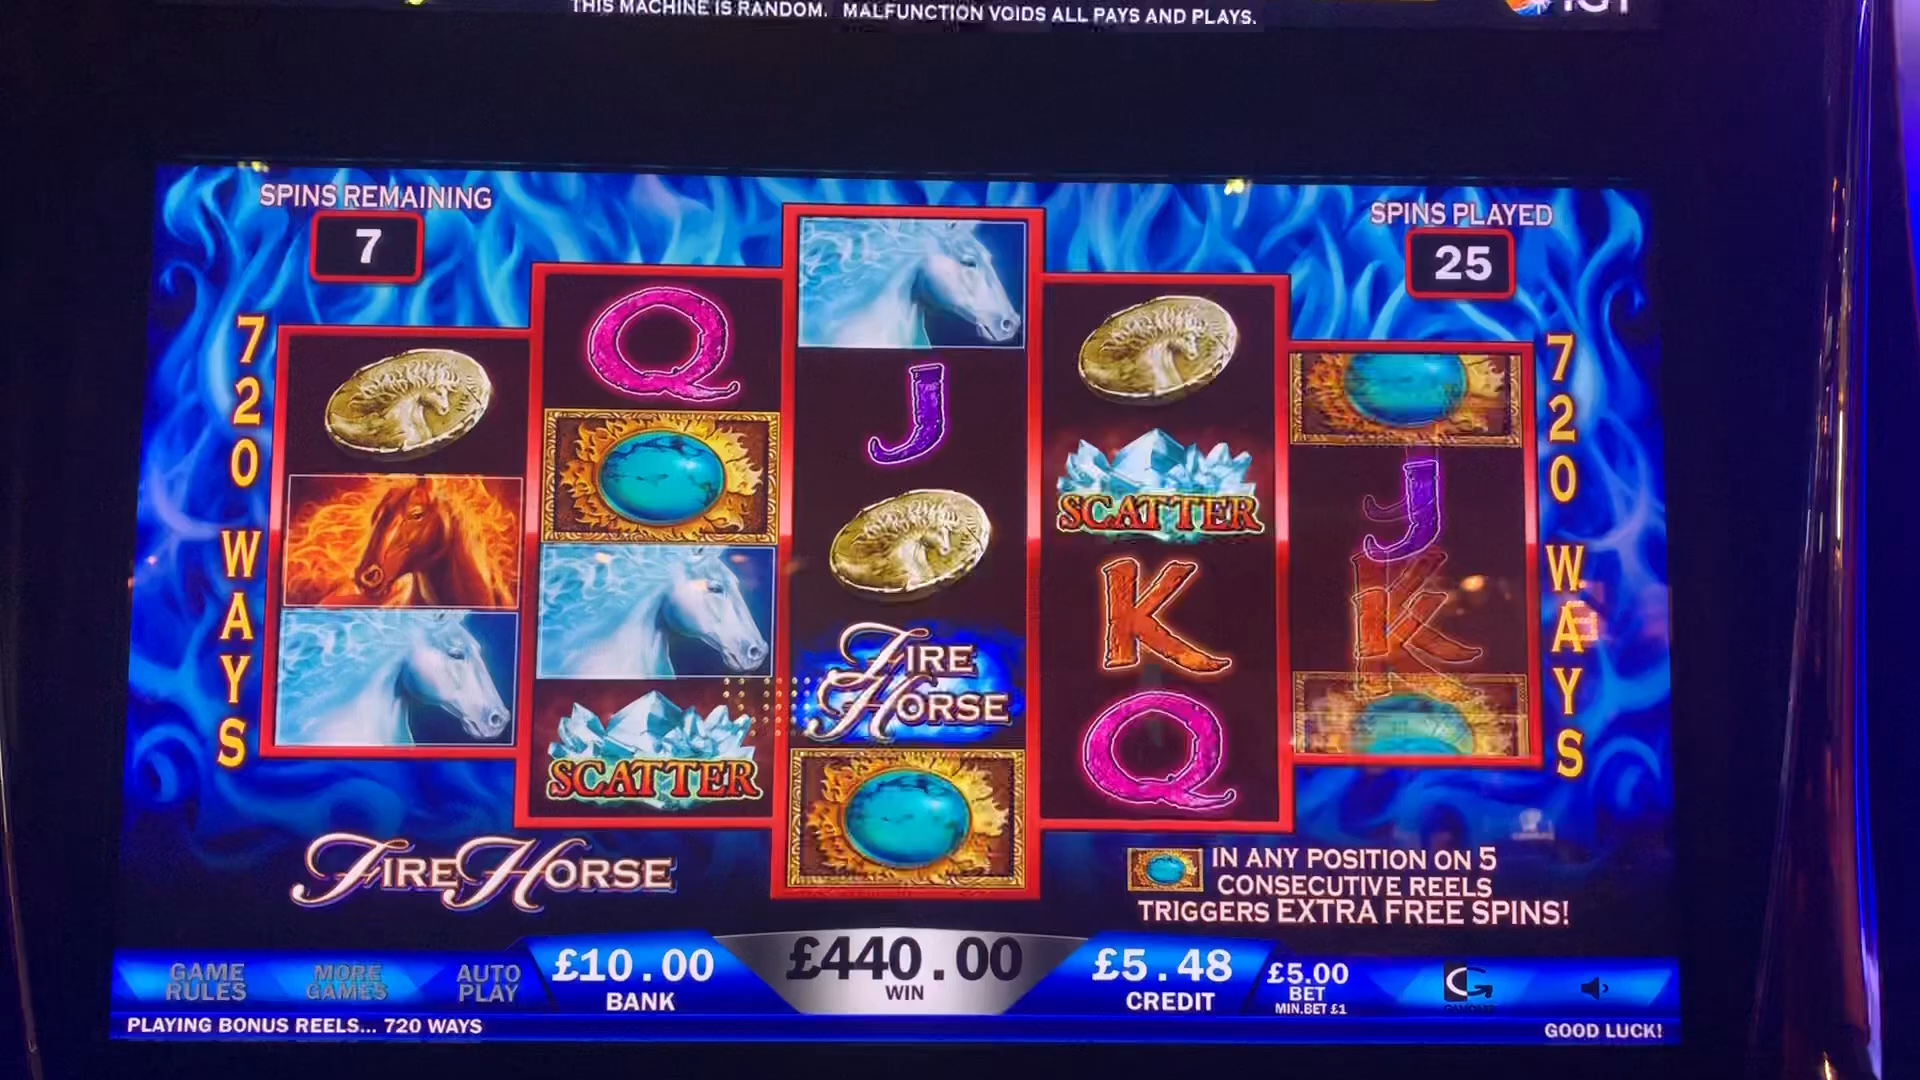 THIS MACHINE IS RANDOM. MALFUNCTION VOIDS ALL PAYS AND PLAYS.
IGT
SPINS REMAINING
7
SPINS PLAYED
25
720 WAYS
720 WAYS
Q
J
SCATTER
J
K
K
FIRE
HORSE
SCATTER
Q
FIRE HORSE
IN ANY POSITION ON 5
CONSECUTIVE REELS
TRIGGERS EXTRA FREE SPINS!
GAME
RULES
MORE
GAMES
AUTO
PLAY
£10.00
BANK
£440.00
WIN
£5.48
CREDIT
£5.00
BET
MIN.BET £1
PLAYING BONUS REELS... 720 WAYS
GOOD LUCK!